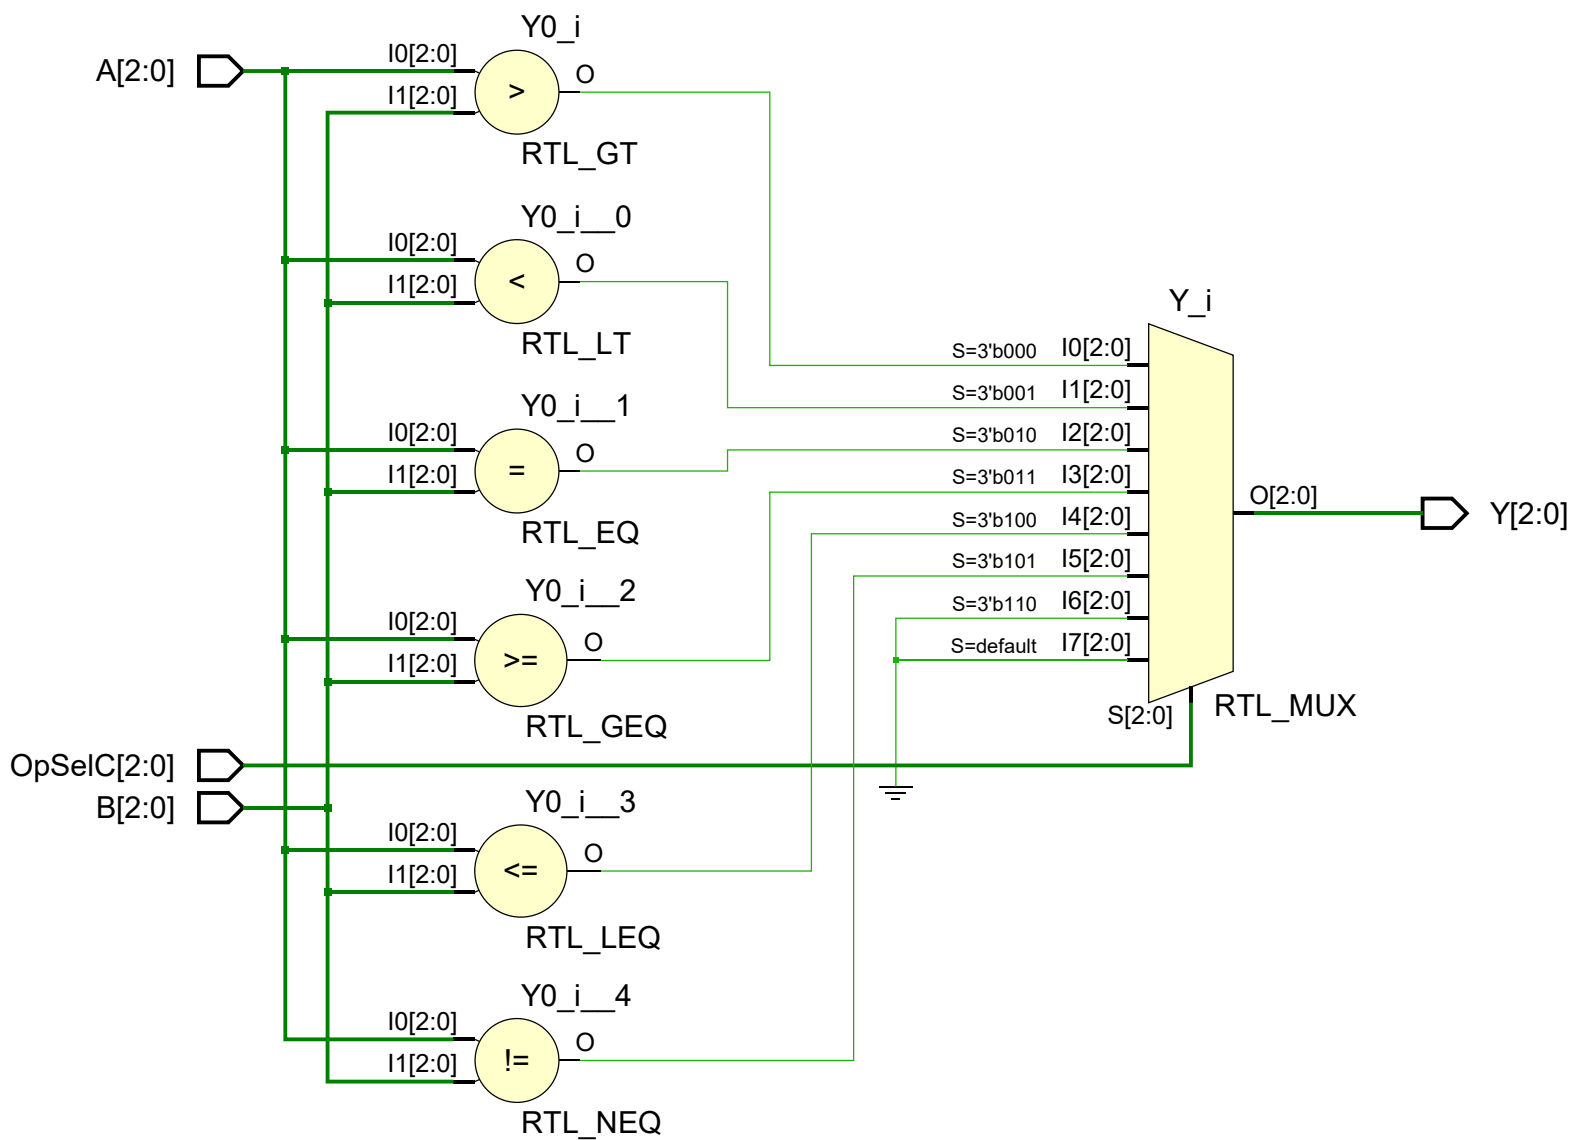 Y0_i
A[2:0]
I0[2:0]
I1[2:0]
>
O
RTL_GT
Y0_i__0
I0[2:0]
I1[2:0]
<
O
RTL_LT
Y0_i__1
I0[2:0]
I1[2:0]
=
O
RTL_EQ
Y0_i__2
I0[2:0]
I1[2:0]
>=
O
RTL_GEQ
OpSelC[2:0]
B[2:0]
Y0_i__3
I0[2:0]
I1[2:0]
<=
O
RTL_LEQ
Y0_i__4
I0[2:0]
I1[2:0]
!=
O
RTL_NEQ
Y_i
S=3'b000 I0[2:0]
S=3'b001 I1[2:0]
S=3'b010 I2[2:0]
S=3'b011 I3[2:0]
S=3'b100 I4[2:0]
S=3'b101 I5[2:0]
S=3'b110 I6[2:0]
S=default I7[2:0]
S[2:0]
RTL_MUX
O[2:0]
Y[2:0]